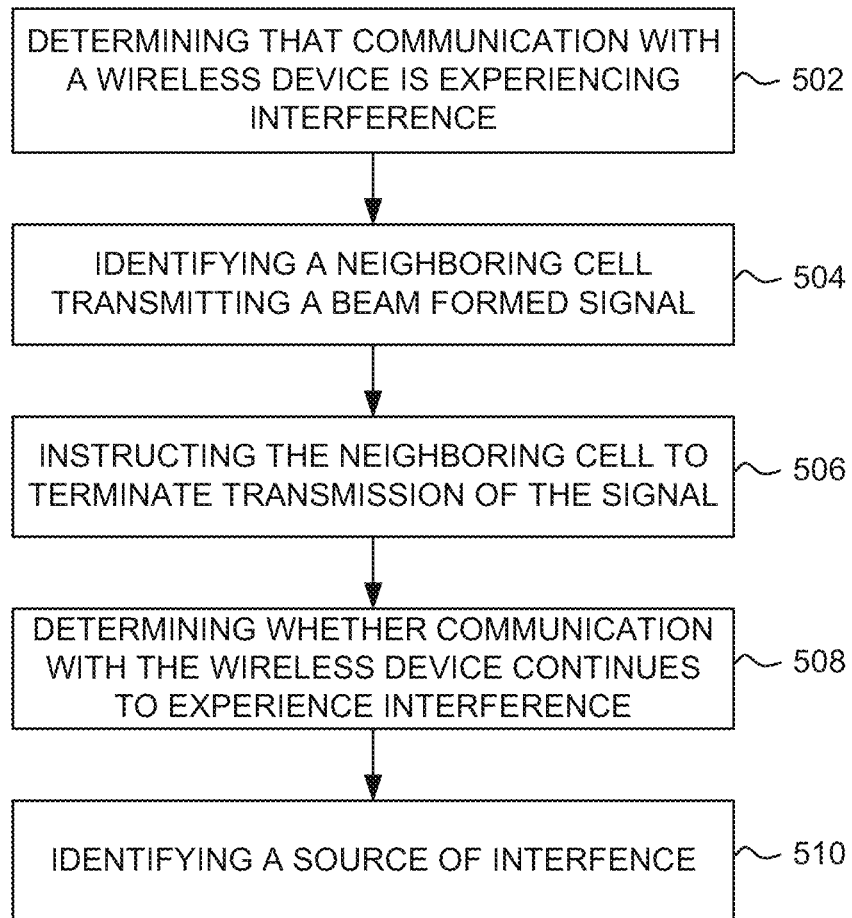 DETERMINING THAT COMMUNICATION WITH
A WIRELESS DEVICE IS EXPERIENCING
INTERFERENCE
502
IDENTIFYING A NEIGHBORING CELL
TRANSMITTING A BEAM FORMED SIGNAL
504
INSTRUCTING THE NEIGHBORING CELL TO
TERMINATE TRANSMISSION OF THE SIGNAL
506
DETERMINING WHETHER COMMUNICATION
WITH THE WIRELESS DEVICE CONTINUES
TO EXPERIENCE INTERFERENCE
508
IDENTIFYING A SOURCE OF INTERFENCE
510